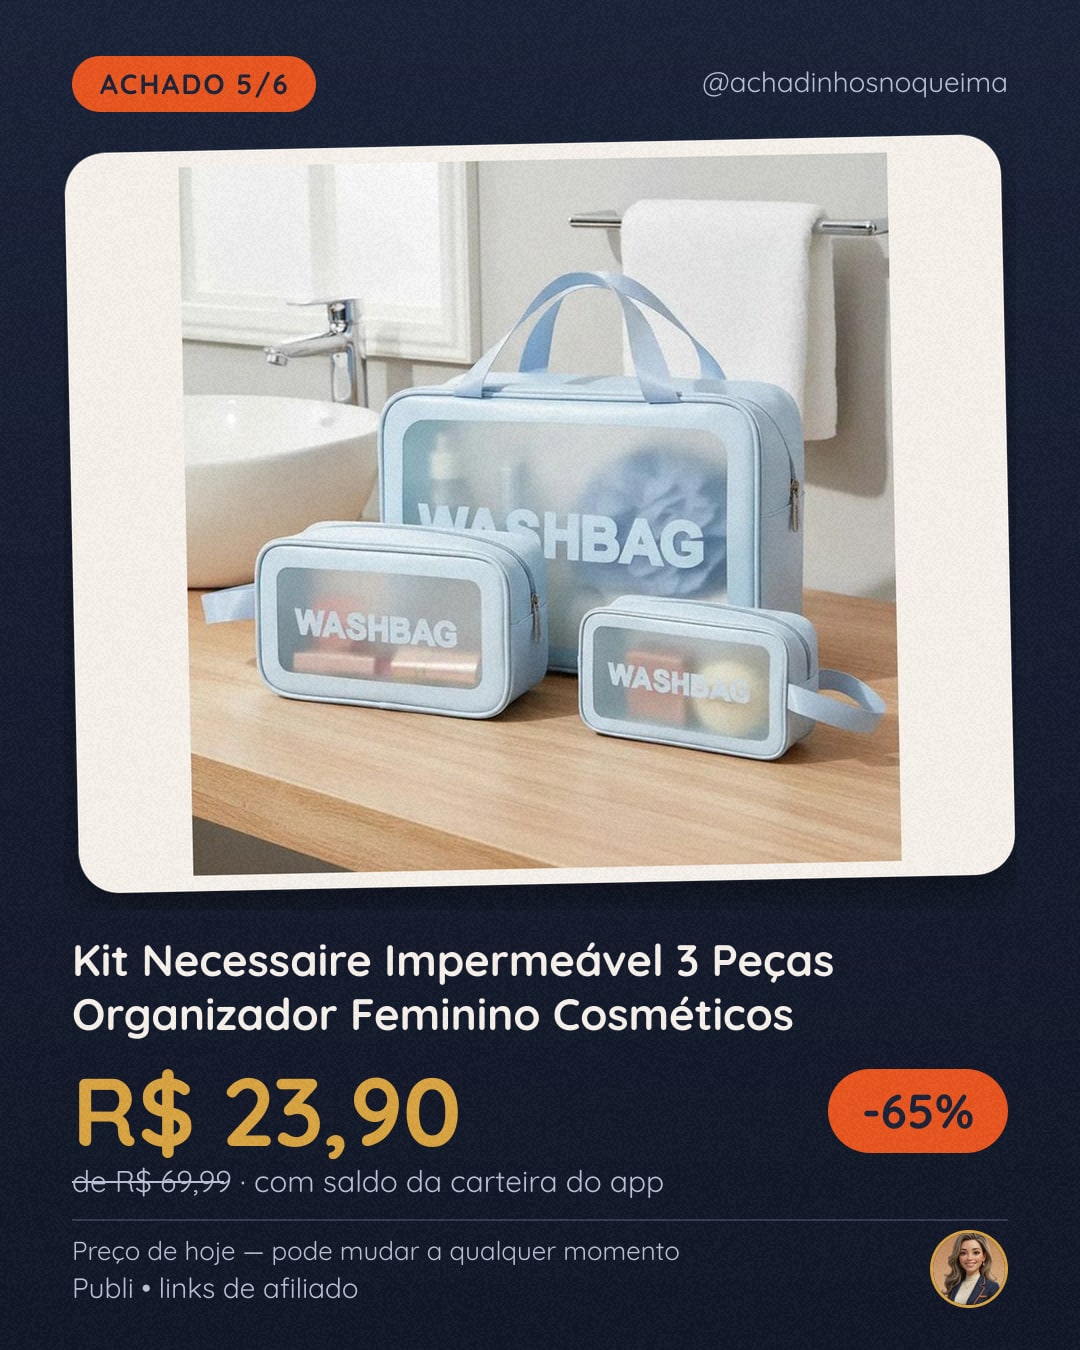 ACHADO 5/6
@achadinhosnoqueima
WASHBAG
WASHBAG
WASHBAG
Kit Necessaire Impermeável 3 Peças
Organizador Feminino Cosméticos
R$ 23,90
-65%
de R$ 69,99 · com saldo da carteira do app
Preço de hoje — pode mudar a qualquer momento
Publi • links de afiliado